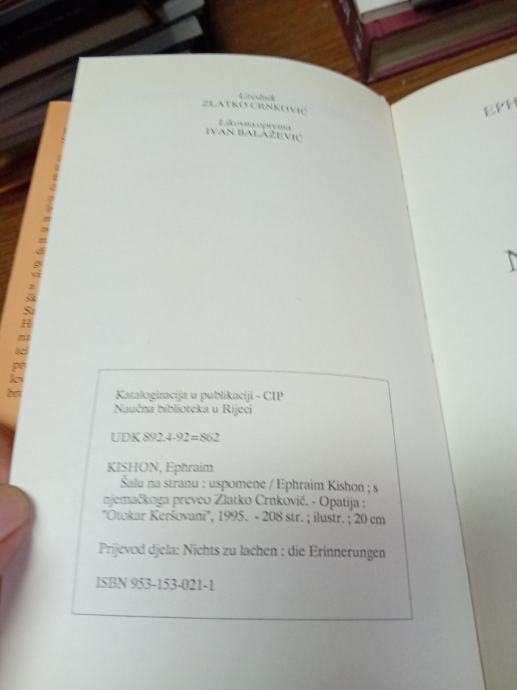 Urednik
ZLATKO CRNKOVIĆ
Likovna oprema
IVAN BALAŽEVIĆ
Katalogizacija u publikaciji - CIP
Naučna biblioteka u Rijeci
UDK 892.4-92=862
KISHON, Ephraim
Šalu na stranu : uspomene / Ephraim Kishon ; s
njemačkoga preveo Zlatko Crnković. - Opatija :
"Otokar Keršovani", 1995. - 208 str. ; ilustr. ; 20 cm
Prijevod djela: Nichts zu lachen : die Erinnerungen
ISBN 953-153-021-1
EPH
N